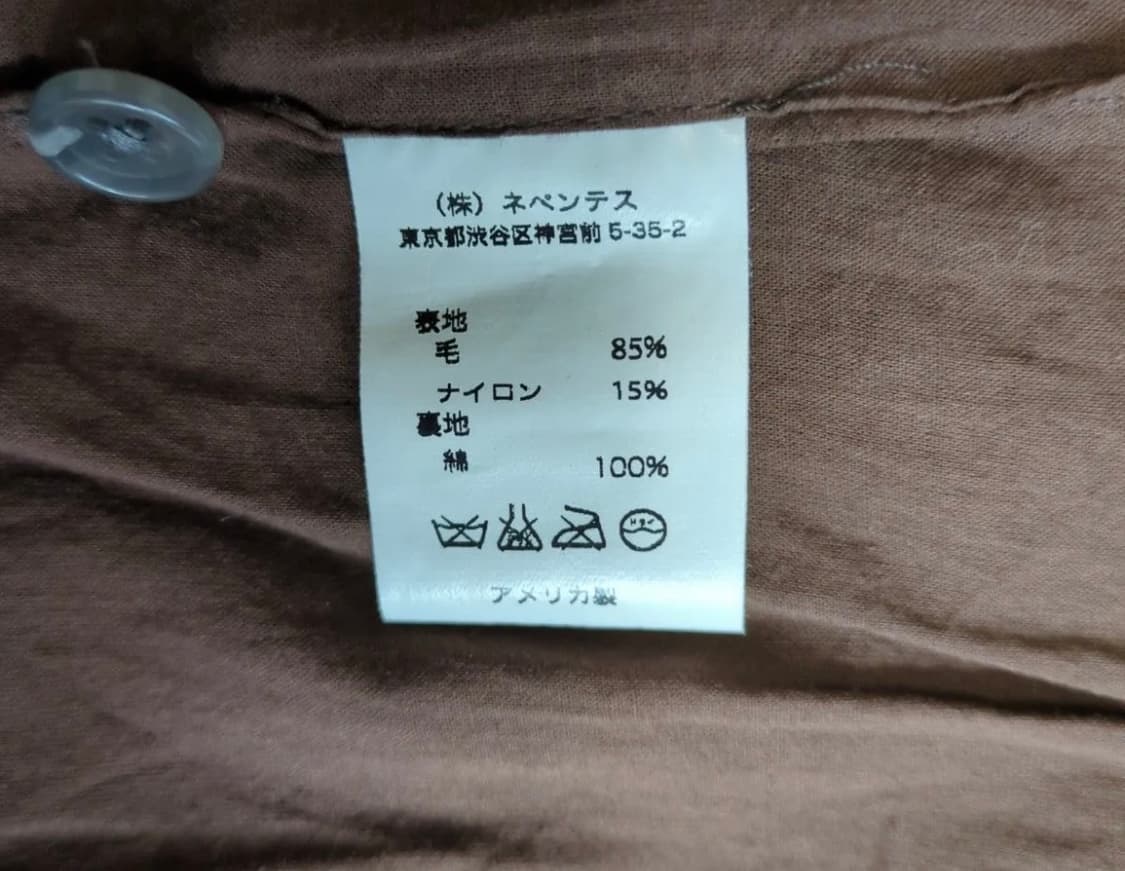 (株) ネペンテス
東京都渋谷区神宮前 5-35-2
表地
毛 85%
ナイロン 15%
裏地
綿 100%
アメリカ製